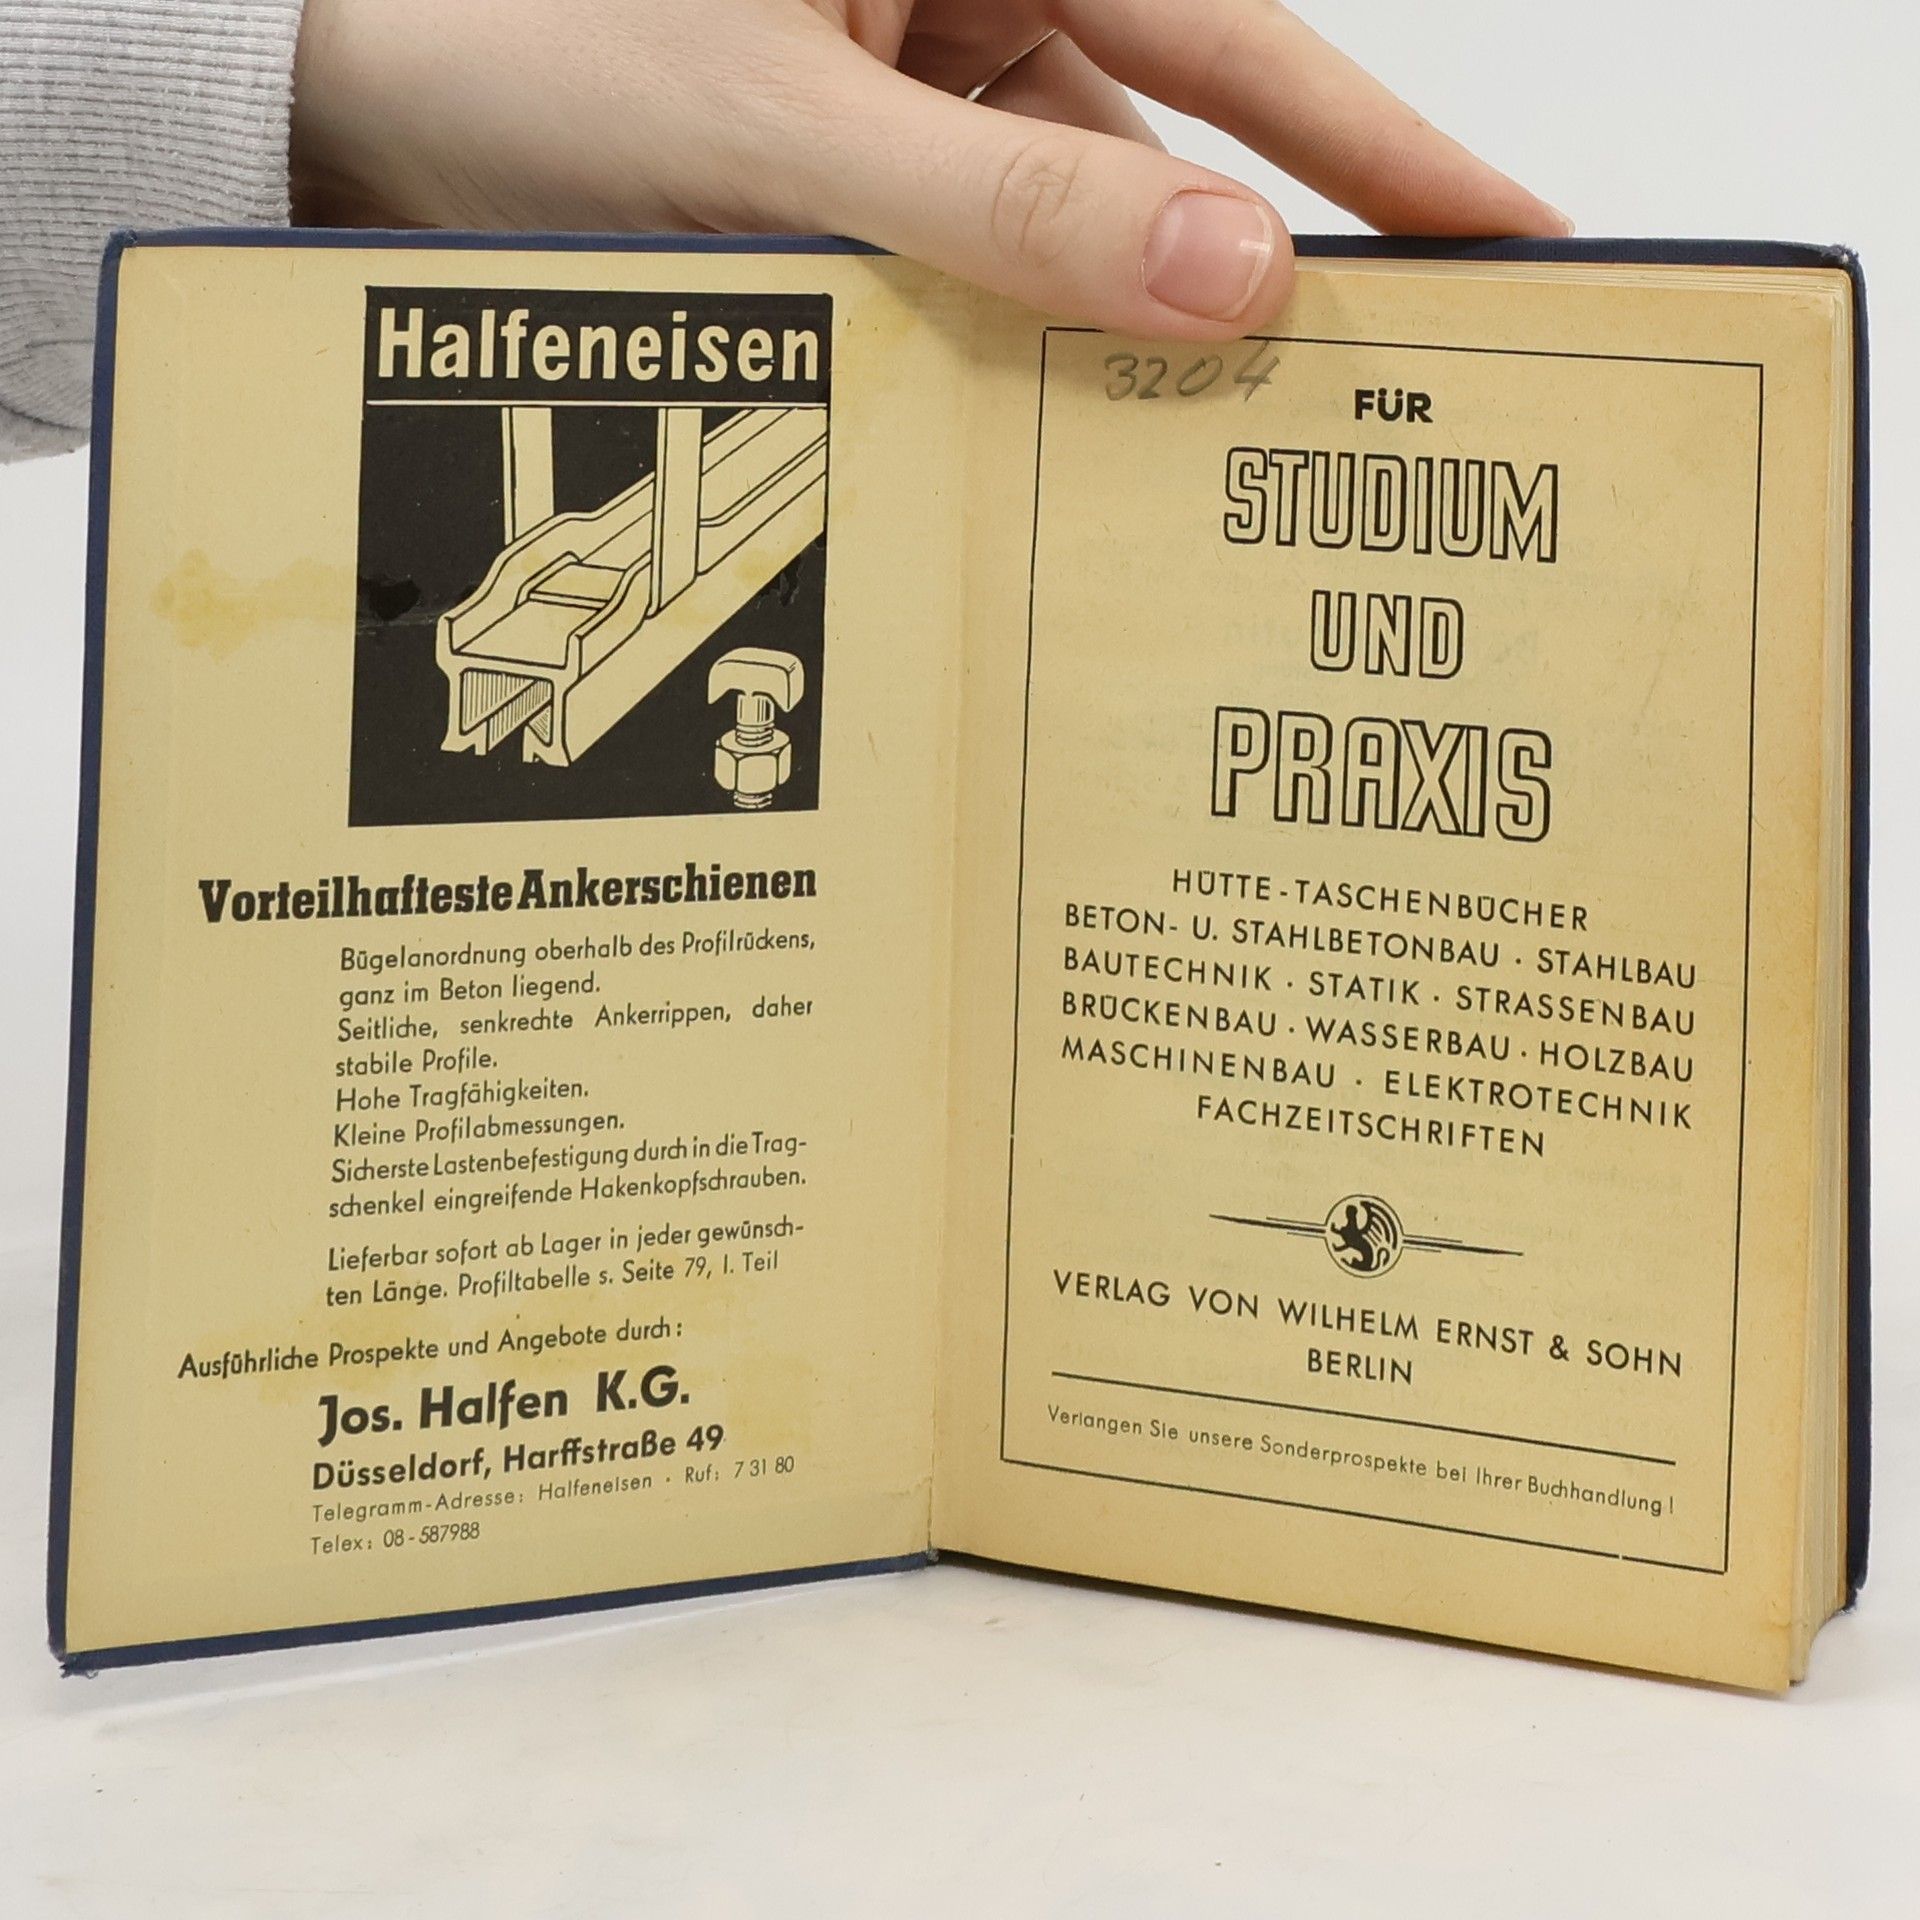 Halfeneisen
Vorteilhafteste Ankerschienen
Bügelanordnung oberhalb des Profilrückens,
ganz im Beton liegend.
Seitliche, senkrechte Ankerrippen, daher
stabile Profile.
Hohe Tragfähigkeiten.
Kleine Profilabmessungen.
Sicherste Lastenbefestigung durch in die Trag-
schenkel eingreifende Hakenkopfschrauben.
Lieferbar sofort ab Lager in jeder gewünsch-
ten Länge. Profiltabelle s. Seite 79, I. Teil
Ausführliche Prospekte und Angebote durch:
Jos. Halfen K.G.
Düsseldorf, Harffstraße 49
Telegramm-Adresse: Halfeneisen · Ruf: 7 31 80
Telex: 08-587988
3204
FÜR
STUDIUM
UND
PRAXIS
HÜTTE-TASCHENBÜCHER
BETON- U. STAHLBETONBAU · STAHLBAU
BAUTECHNIK · STATIK · STRASSENBAU
BRÜCKENBAU · WASSERBAU · HOLZBAU
MASCHINENBAU · ELEKTROTECHNIK
FACHZEITSCHRIFTEN
VERLAG VON WILHELM ERNST & SOHN
BERLIN
Verlangen Sie unsere Sonderprospekte bei Ihrer Buchhandlung!